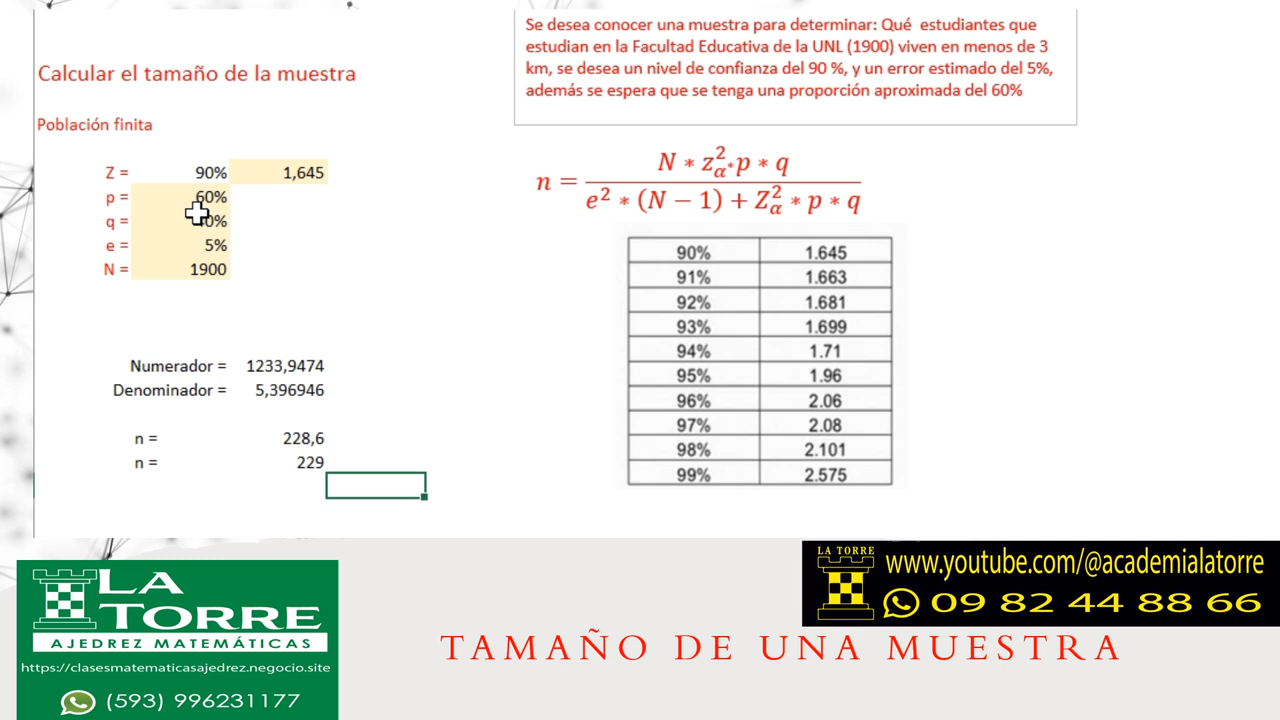 Se desea conocer una muestra para determinar: Qué estudiantes que
estudian en la Facultad Educativa de la UNL (1900) viven en menos de 3
km, se desea un nivel de confianza del 90 %, y un error estimado del 5%,
además se espera que se tenga una proporción aproximada del 60%
Calcular el tamaño de la muestra
Población finita
Z = 90% 1,645
p = 60%
q = 0%
e = 5%
N = 1900
Numerador = 1233,9474
Denominador = 5,396946
n = 228,6
n = 229
n = N * z²α * p * q / e² * (N − 1) + Z²α * p * q
90% 1.645
91% 1.663
92% 1.681
93% 1.699
94% 1.71
95% 1.96
96% 2.06
97% 2.08
98% 2.101
99% 2.575
LA TORRE
AJEDREZ MATEMÁTICAS
https://clasesmatematicasajedrez.negocio.site
(593) 996231177
LA TORRE
www.youtube.com/@academialatorre
09 82 44 88 66
TAMAÑO DE UNA MUESTRA